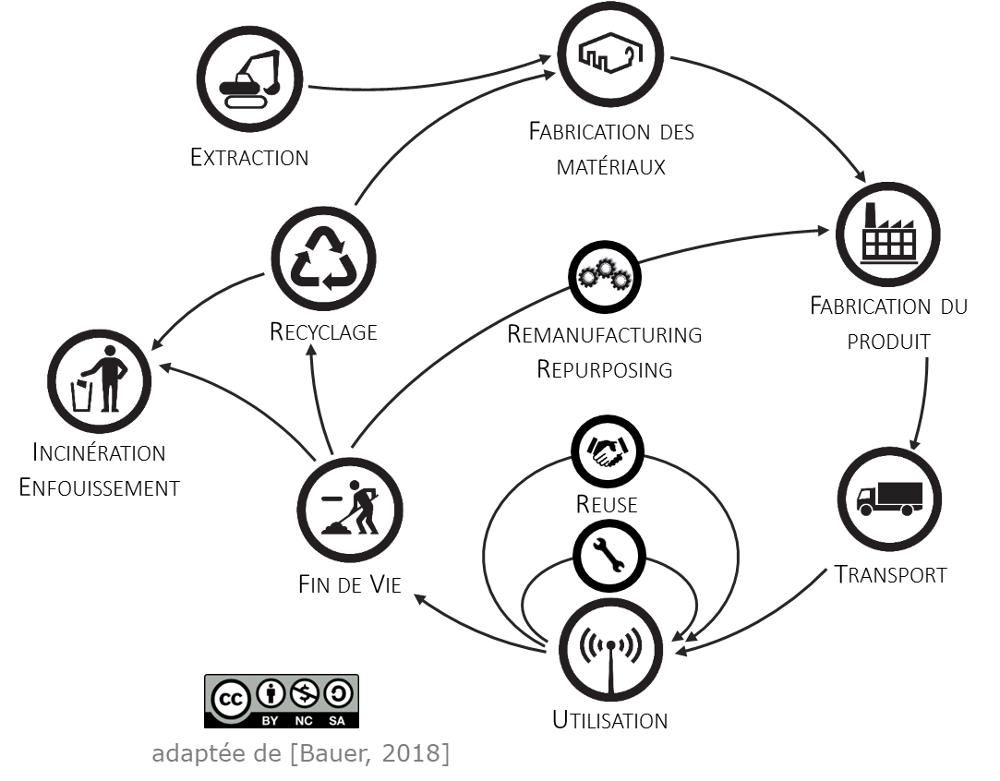 EXTRACTION
FABRICATION DES
MATÉRIAUX
RECYCLAGE
REMANUFACTURING
REPURPOSING
FABRICATION DU
PRODUIT
INCINÉRATION
ENFOUISSEMENT
REUSE
FIN DE VIE
TRANSPORT
UTILISATION
cc
BY NC SA
adaptée de [Bauer, 2018]